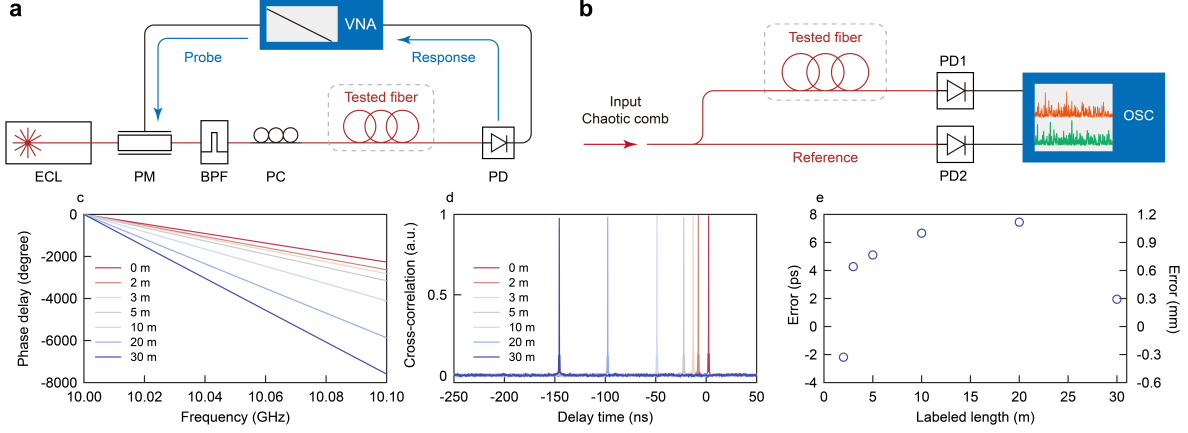 a
VNA
Probe
Response
Tested fiber
ECL
PM
BPF
PC
PD
b
Tested fiber
PD1
Input
Chaotic comb
OSC
Reference
PD2
c
Phase delay (degree)
0
-2000
-4000
-6000
-8000
0 m
2 m
3 m
5 m
10 m
20 m
30 m
10.00 10.02 10.04 10.06 10.08 10.10
Frequency (GHz)
d
Cross-correlation (a.u.)
1
0.5
0
0 m
2 m
3 m
5 m
10 m
20 m
30 m
-250 -200 -150 -100 -50 0 50
Delay time (ns)
e
Error (ps)
8
6
4
2
0
-2
-4
0 5 10 15 20 25 30
Labeled length (m)
1.2
0.9
0.6
0.3
0
-0.3
-0.6
Error (mm)